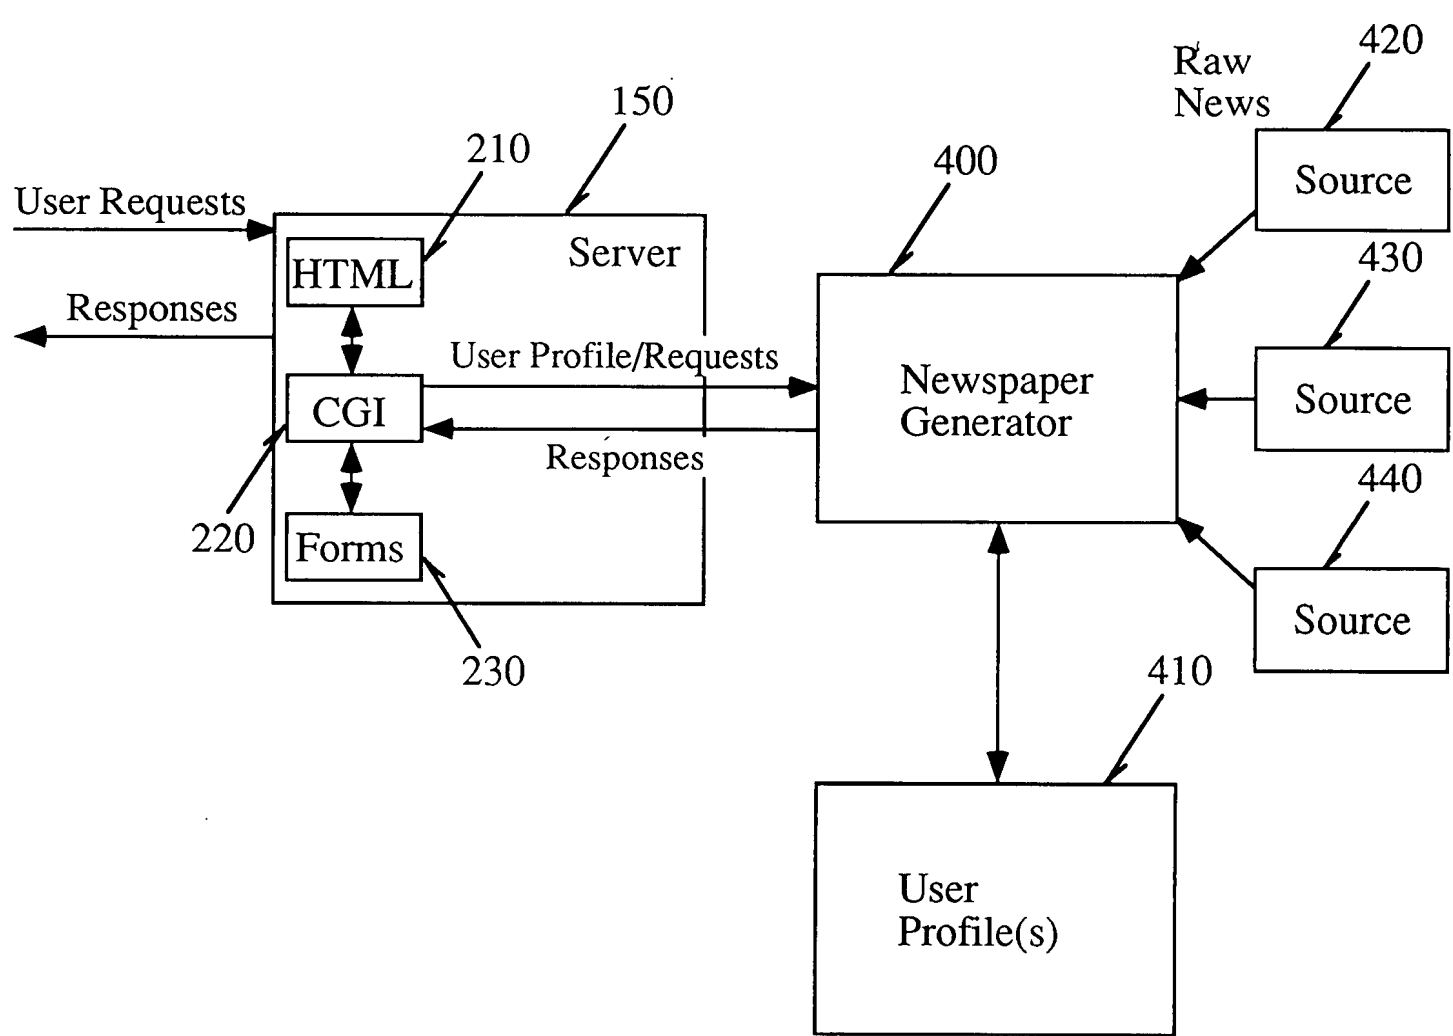 420
Raw
News
150
210
400
Source
User Requests
Server
HTML
430
Responses
User Profile/Requests
Newspaper
Generator
CGI
Source
Responses
440
220
Forms
Source
230
410
User
Profile(s)